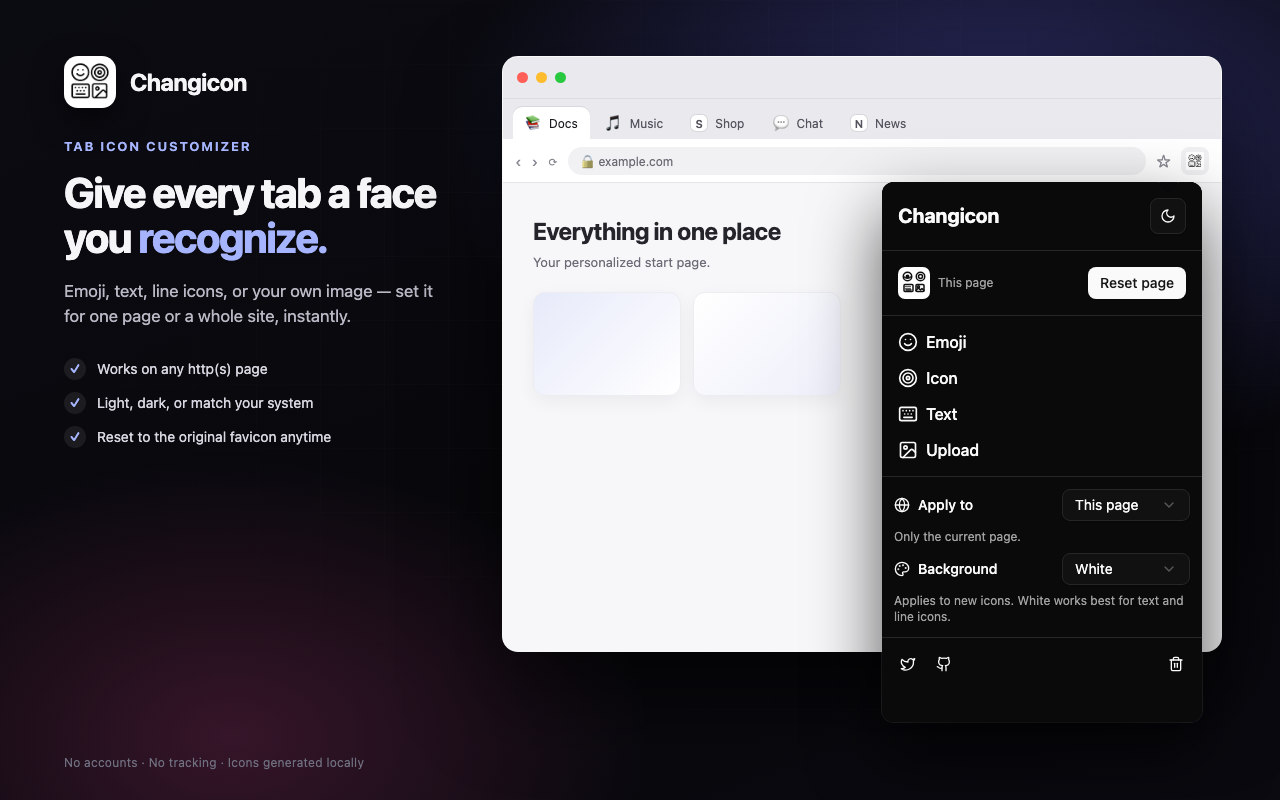 Changicon
TAB ICON CUSTOMIZER
Give every tab a face
you recognize.
Emoji, text, line icons, or your own image — set it
for one page or a whole site, instantly.
Works on any http(s) page
Light, dark, or match your system
Reset to the original favicon anytime
No accounts · No tracking · Icons generated locally
Docs
Music
S Shop
Chat
N News
example.com
Everything in one place
Your personalized start page.
Changicon
This page
Reset page
Emoji
Icon
Text
Upload
Apply to
This page
Only the current page.
Background
White
Applies to new icons. White works best for text and
line icons.